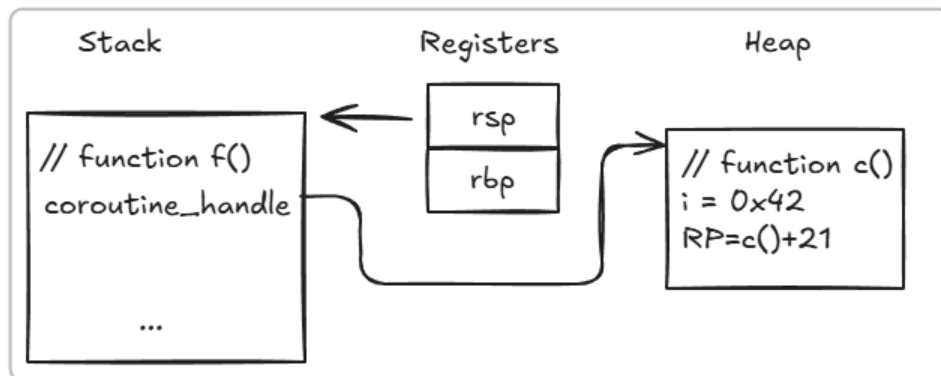 Stack
Registers
Heap
// function f()
coroutine_handle
...
rsp
rbp
// function c()
i = 0x42
RP=c()+21